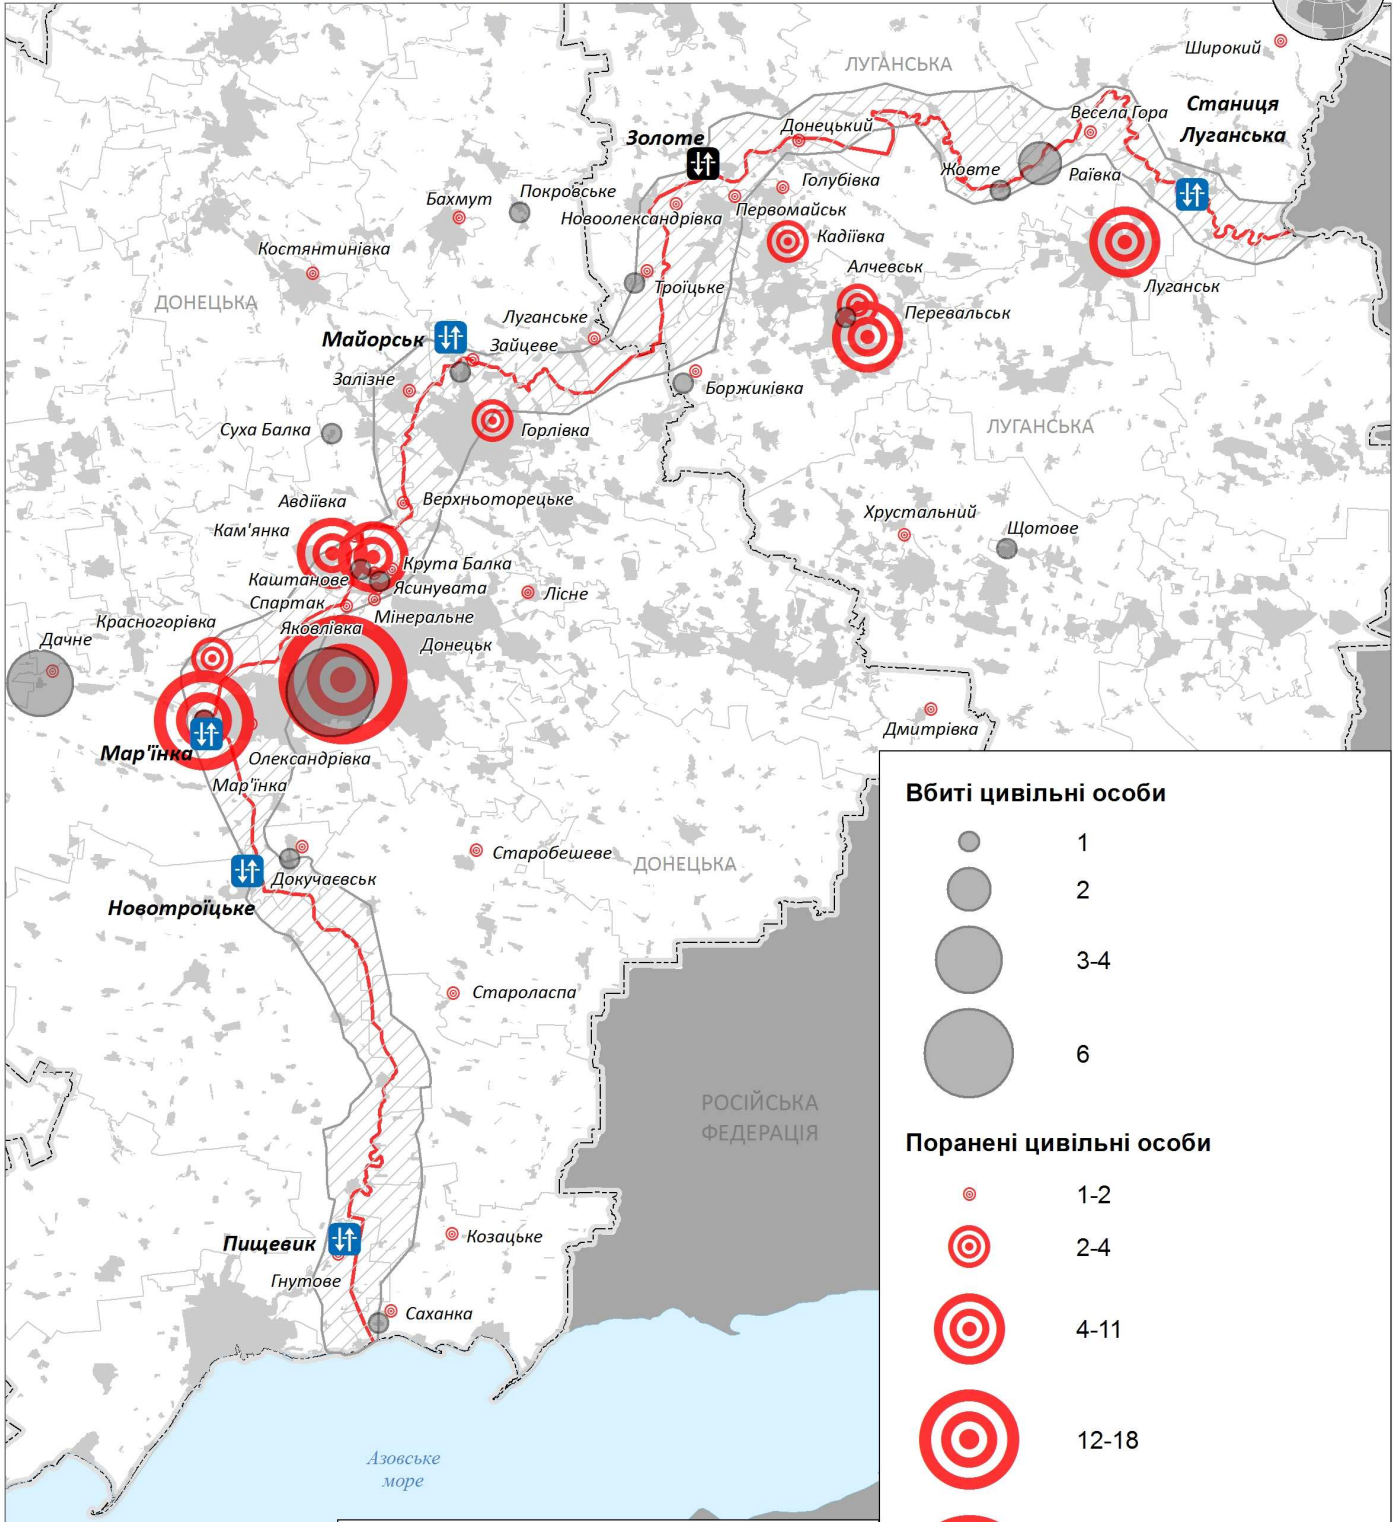 Широкий
ЛУГАНСЬКА
Станиця
Луганська
Весела Гора
Донецький
Золоте
Жовте
Раївка
Голубівка
Покровське
Бахмут
Новоолександрівка
Первомайськ
Кадіївка
Костянтинівка
Алчевськ
Луганськ
Троїцьке
ДОНЕЦЬКА
Перевальськ
Луганське
Майорськ
Зайцеве
Залізне
Боржиківка
Суха Балка
Горлівка
ЛУГАНСЬКА
Авдіївка
Верхньоторецьке
Хрустальний
Щотове
Кам'янка
Крута Балка
Каштанове
Ясинувата
Лісне
Спартак
Мінеральне
Красногорівка
Яковлівка
Дачне
Донецьк
Дмитрівка
Мар'їнка
Олександрівка
Мар'їнка
Старобешеве
ДОНЕЦЬКА
Докучаєвськ
Новотроїцьке
Староласпа
РОСІЙСЬКА
ФЕДЕРАЦІЯ
Пищевик
Козацьке
Гнутове
Саханка
Азовське
море
Вбиті цивільні особи
1
2
3-4
6
Поранені цивільні особи
1-2
2-4
4-11
12-18